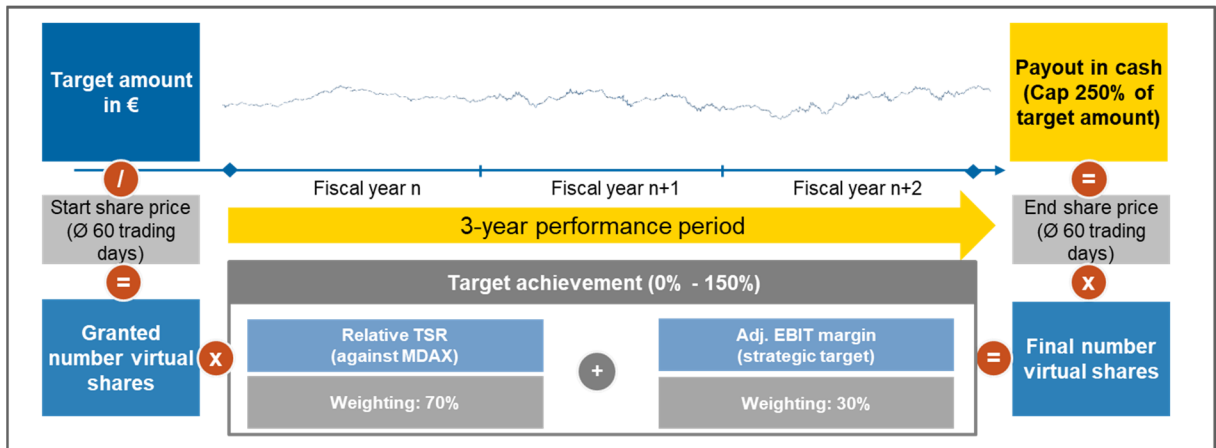 Target amount
in €
/
Start share price
(Ø 60 trading
days)
=
Granted
number virtual
shares
x
Fiscal year n
Fiscal year n+1
Fiscal year n+2
3-year performance period
Target achievement (0% - 150%)
Relative TSR
(against MDAX)
Weighting: 70%
+
Adj. EBIT margin
(strategic target)
Weighting: 30%
=
Final number
virtual shares
x
End share price
(Ø 60 trading
days)
=
Payout in cash
(Cap 250% of
target amount)